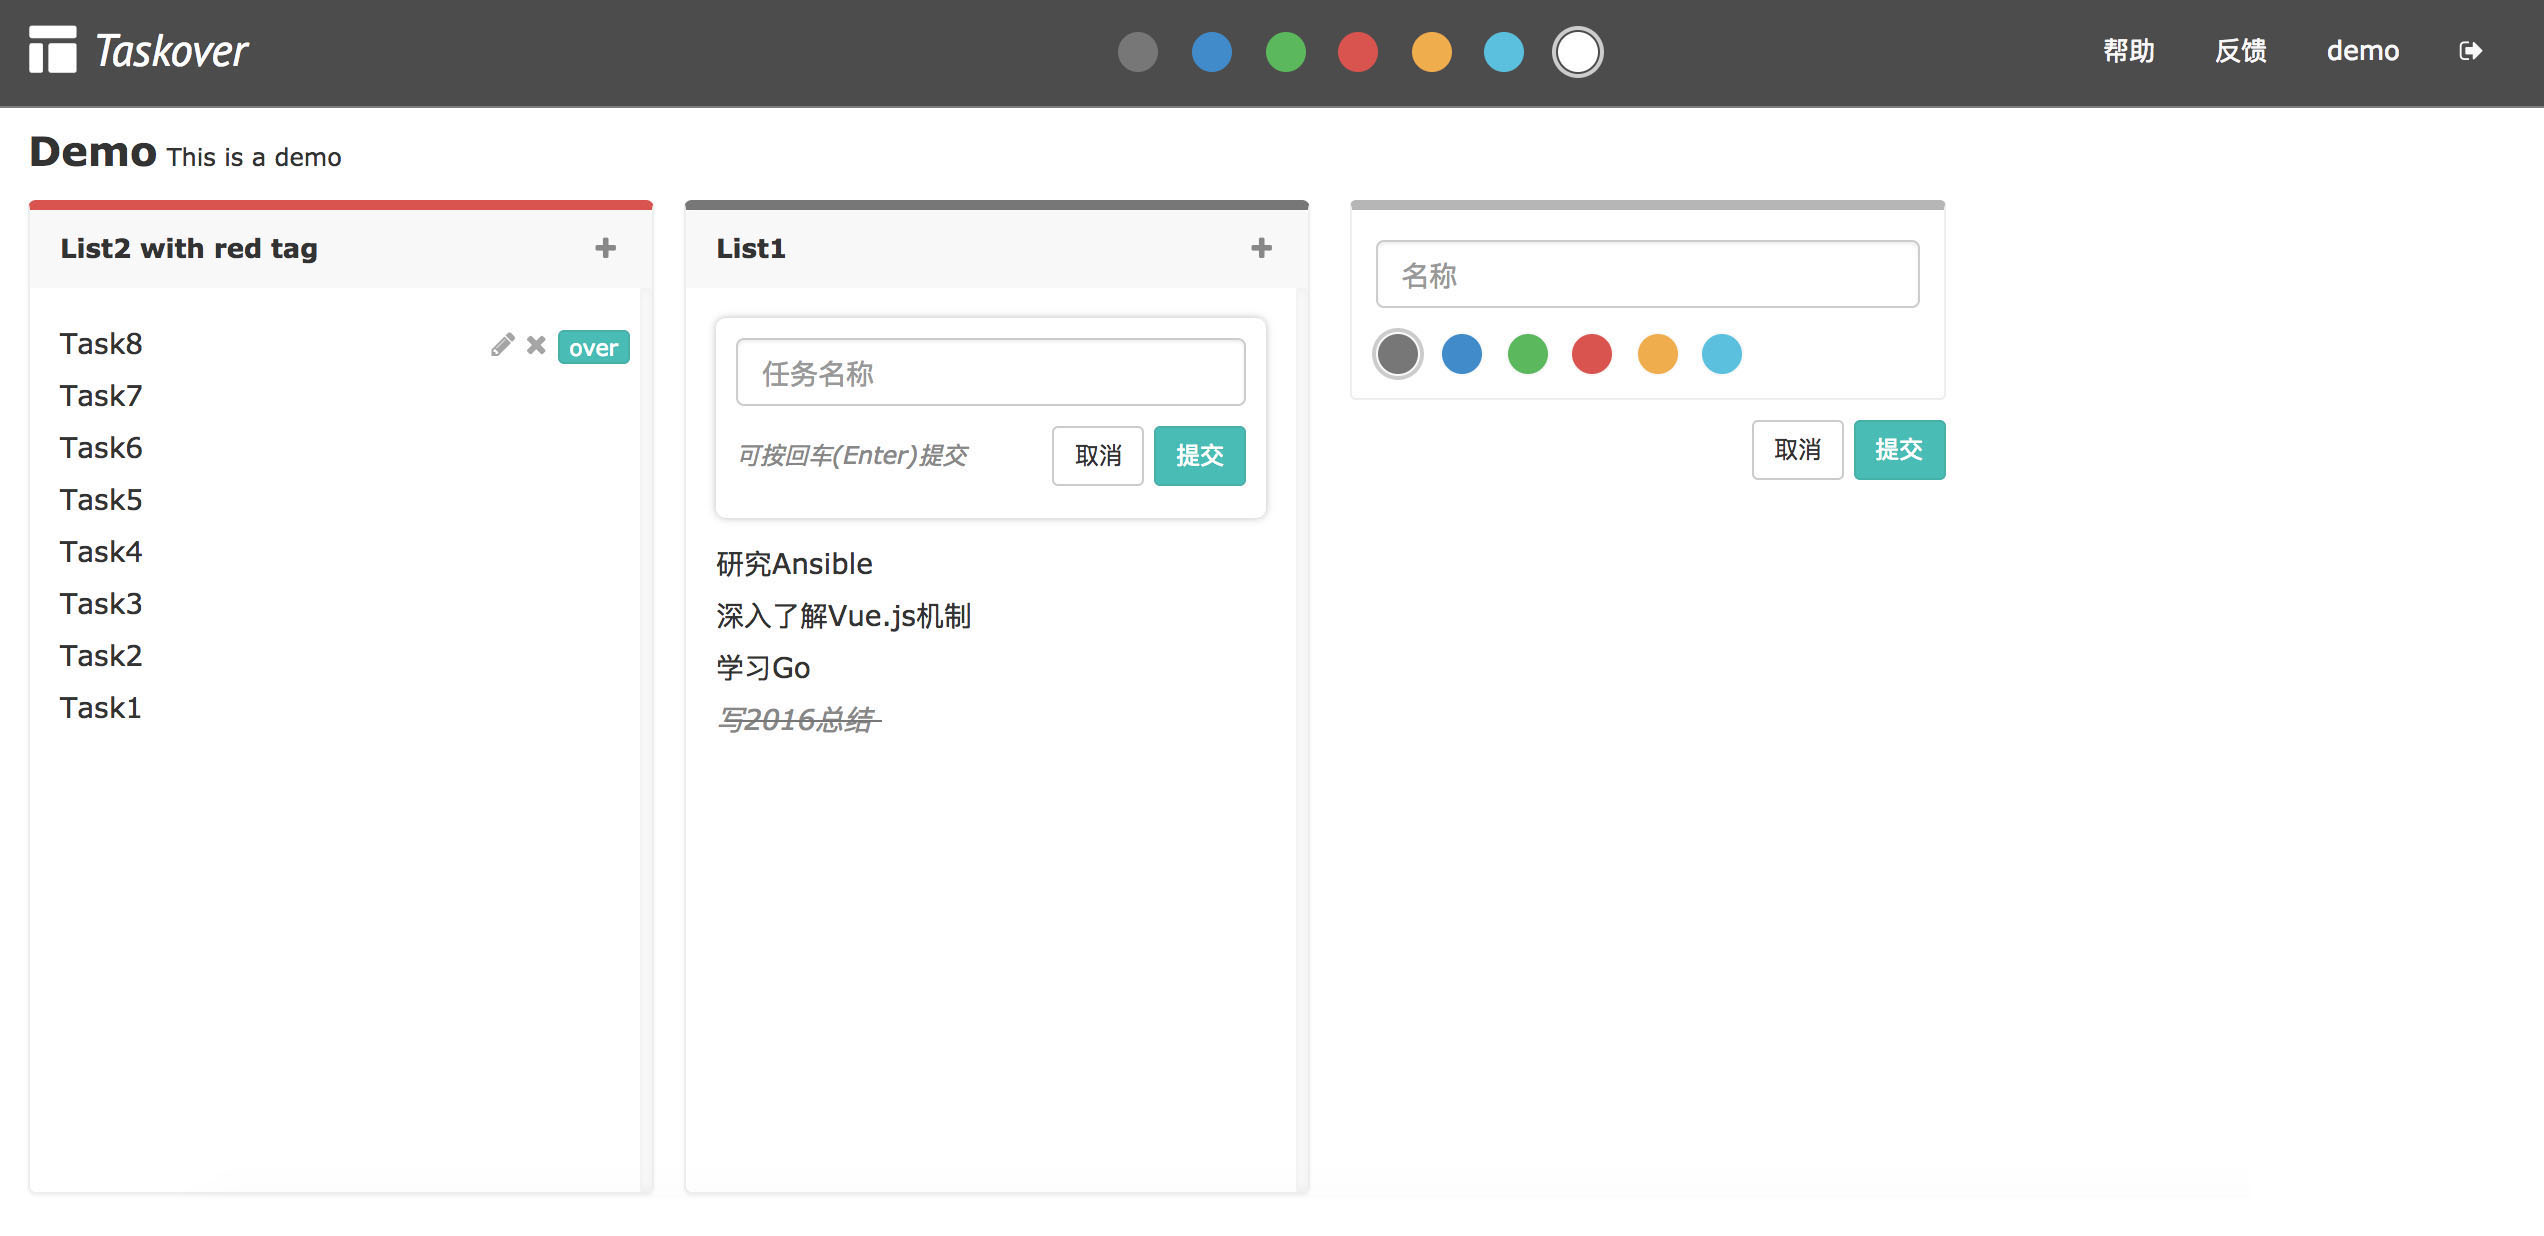 Taskover
帮助 反馈 demo
Demo This is a demo
List2 with red tag
Task8 over
Task7
Task6
Task5
Task4
Task3
Task2
Task1
List1
任务名称
可按回车(Enter)提交 取消 提交
研究Ansible
深入了解Vue.js机制
学习Go
写2016总结
名称
取消 提交